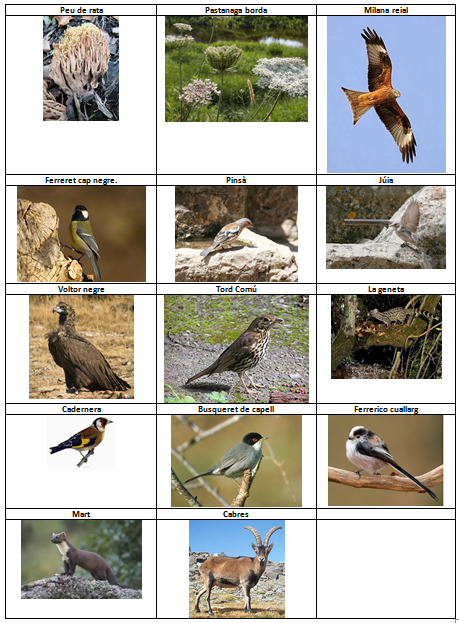 Peu de rata
Pastanaga borda
Milana reial
Ferreret cap negre.
Pinsà
Júia
Voltor negre
Tord Comú
La geneta
Cadernera
Busqueret de capell
Ferrerico cuallarg
Mart
Cabres